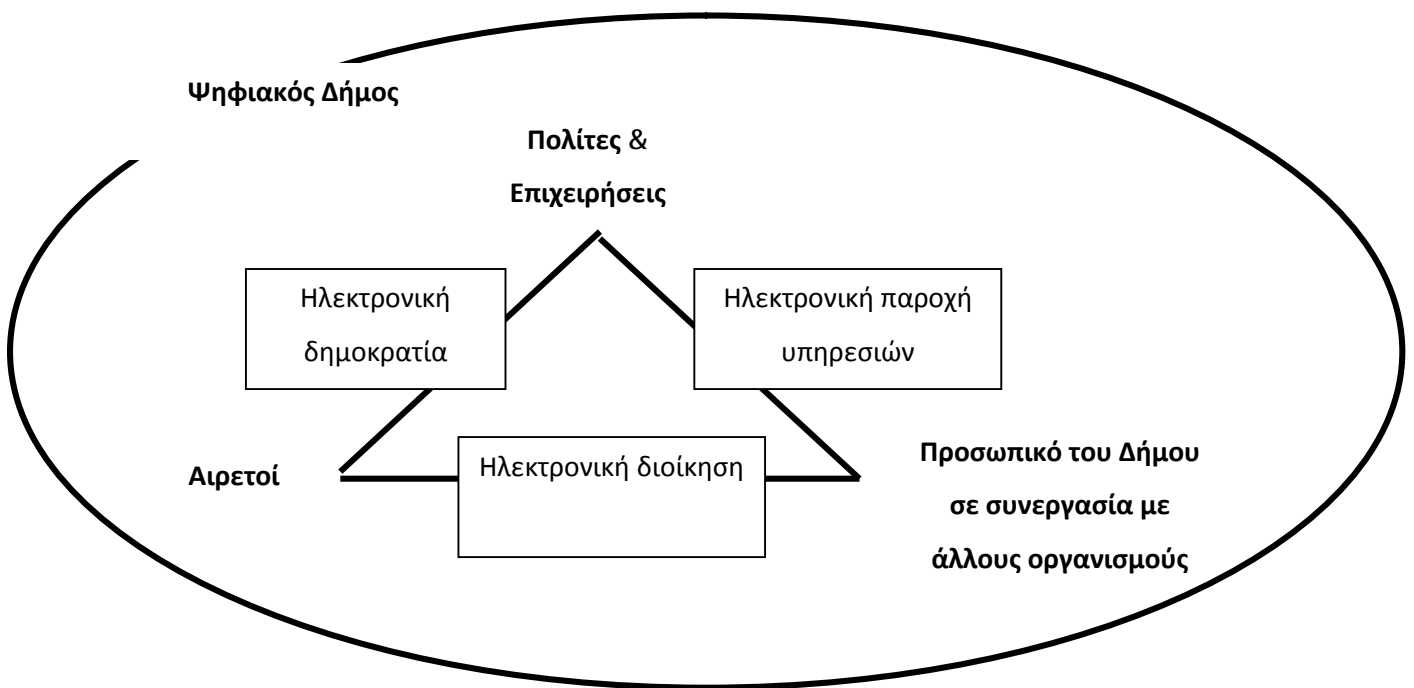 Ψηφιακός Δήμος
Πολίτες &
Επιχειρήσεις
Ηλεκτρονική
δημοκρατία
Ηλεκτρονική παροχή
υπηρεσιών
Αιρετοί
Ηλεκτρονική διοίκηση
Προσωπικό του Δήμου
σε συνεργασία με
άλλους οργανισμούς